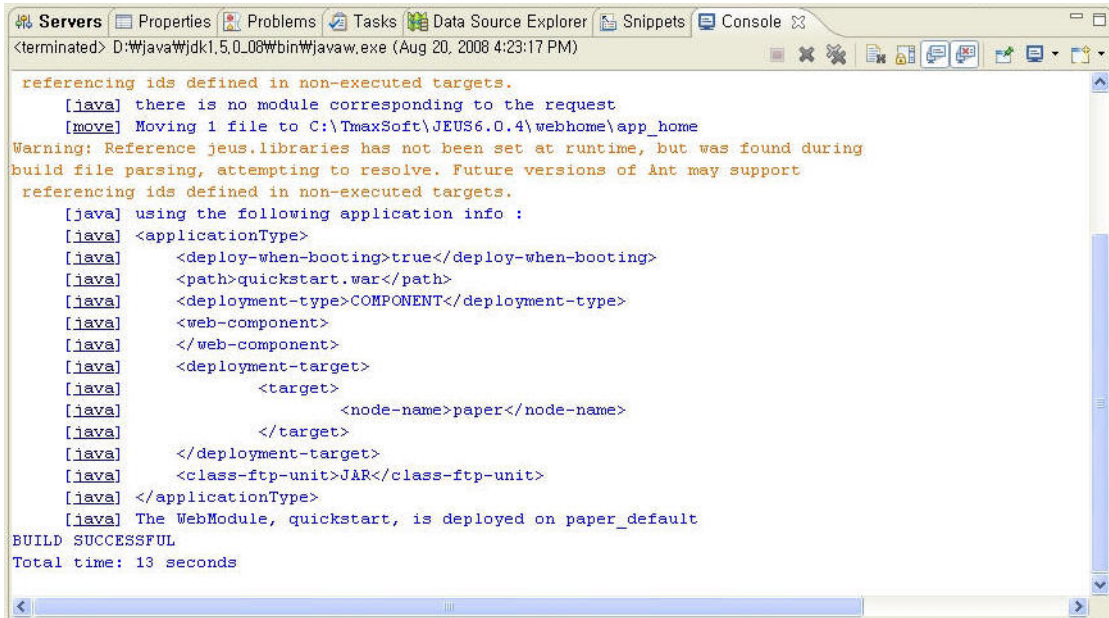 Servers Properties Problems Tasks Data Source Explorer Snippets Console
<terminated> D:₩java₩jdk1,5,0_08₩bin₩javaw,exe (Aug 20, 2008 4:23:17 PM)
referencing ids defined in non-executed targets.
[java] there is no module corresponding to the request
[move] Moving 1 file to C:\TmaxSoft\JEUS6.0.4\webhome\app_home
Warning: Reference jeus.libraries has not been set at runtime, but was found during
build file parsing, attempting to resolve. Future versions of Ant may support
referencing ids defined in non-executed targets.
[java] using the following application info :
[java] <applicationType>
[java] <deploy-when-booting>true</deploy-when-booting>
[java] <path>quickstart.war</path>
[java] <deployment-type>COMPONENT</deployment-type>
[java] <web-component>
[java] </web-component>
[java] <deployment-target>
[java] <target>
[java] <node-name>paper</node-name>
[java] </target>
[java] </deployment-target>
[java] <class-ftp-unit>JAR</class-ftp-unit>
[java] </applicationType>
[java] The WebModule, quickstart, is deployed on paper_default
BUILD SUCCESSFUL
Total time: 13 seconds